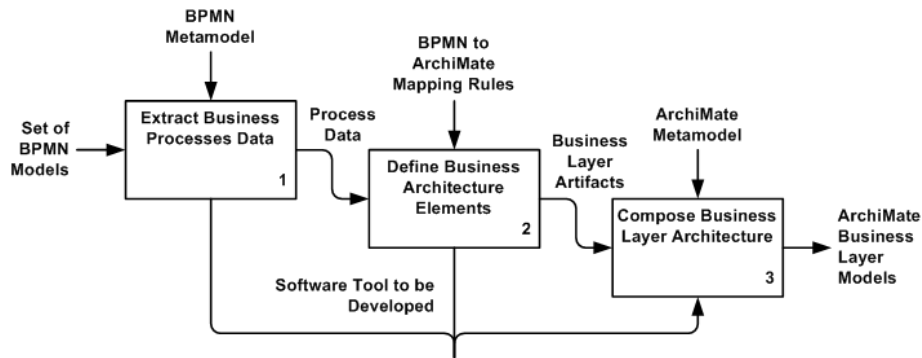 BPMN
Metamodel
BPMN to
ArchiMate
Mapping Rules
Set of
BPMN
Models
Extract Business
Processes Data
1
Process
Data
Define Business
Architecture
Elements
2
Business
Layer
Artifacts
ArchiMate
Metamodel
Compose Business
Layer Architecture
3
ArchiMate
Business
Layer
Models
Software Tool to be
Developed